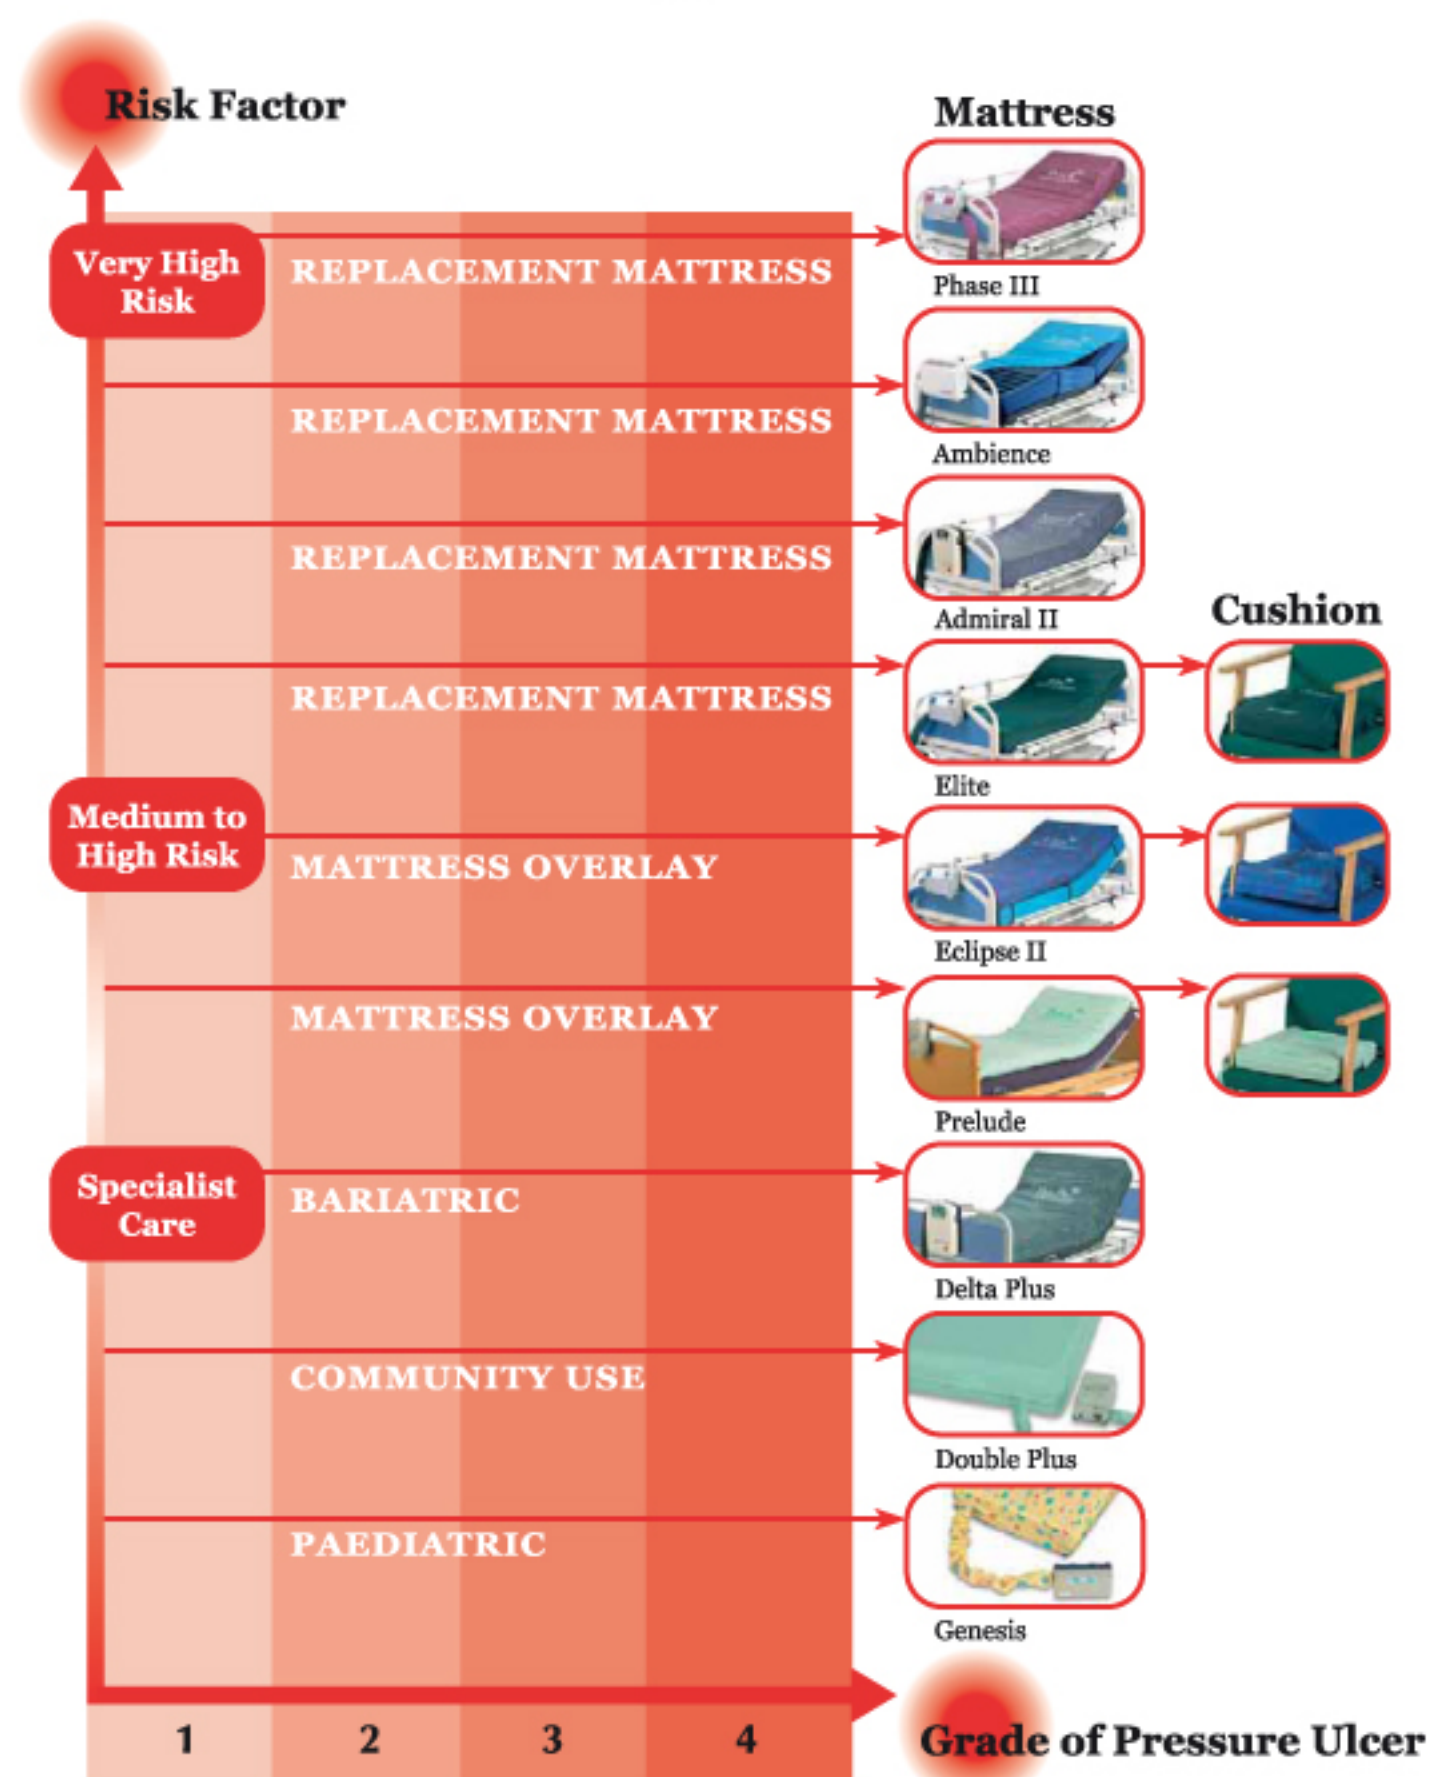 Risk Factor
Mattress
Very High
Risk
REPLACEMENT MATTRESS
Phase III
REPLACEMENT MATTRESS
Ambience
REPLACEMENT MATTRESS
Admiral II
Cushion
REPLACEMENT MATTRESS
Elite
Medium to
High Risk
MATTRESS OVERLAY
Eclipse II
MATTRESS OVERLAY
Prelude
Specialist
Care
BARIATRIC
Delta Plus
COMMUNITY USE
Double Plus
PAEDIATRIC
Genesis
1 2 3 4
Grade of Pressure Ulcer